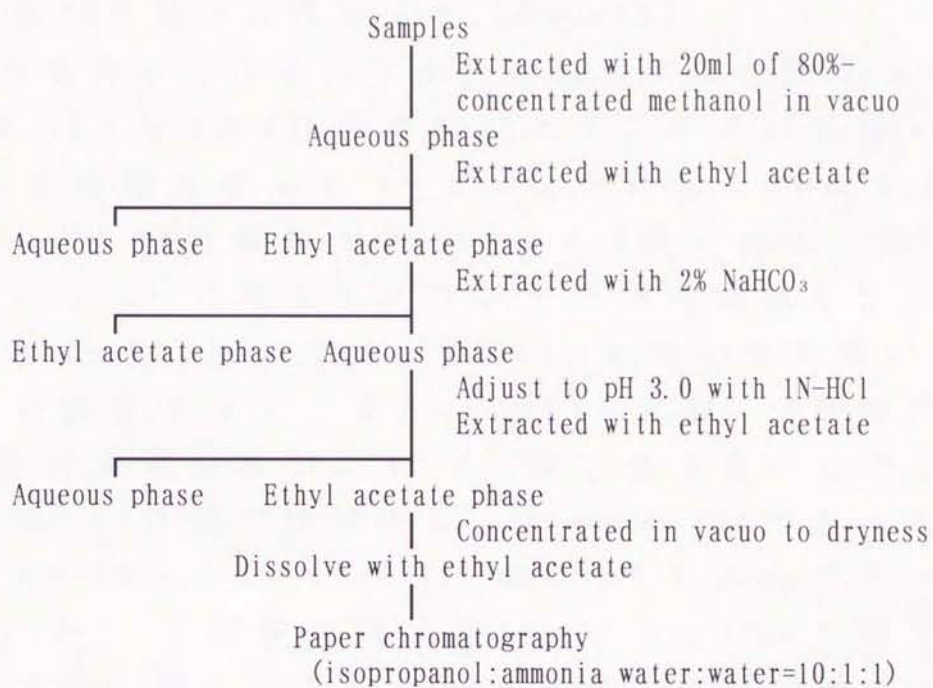 Samples
Extracted with 20ml of 80%-
concentrated methanol in vacuo
Aqueous phase
Extracted with ethyl acetate
Aqueous phase Ethyl acetate phase
Extracted with 2% NaHCO₃
Ethyl acetate phase Aqueous phase
Adjust to pH 3.0 with 1N-HCl
Extracted with ethyl acetate
Aqueous phase Ethyl acetate phase
Concentrated in vacuo to dryness
Dissolve with ethyl acetate
Paper chromatography
(isopropanol:ammonia water:water=10:1:1)